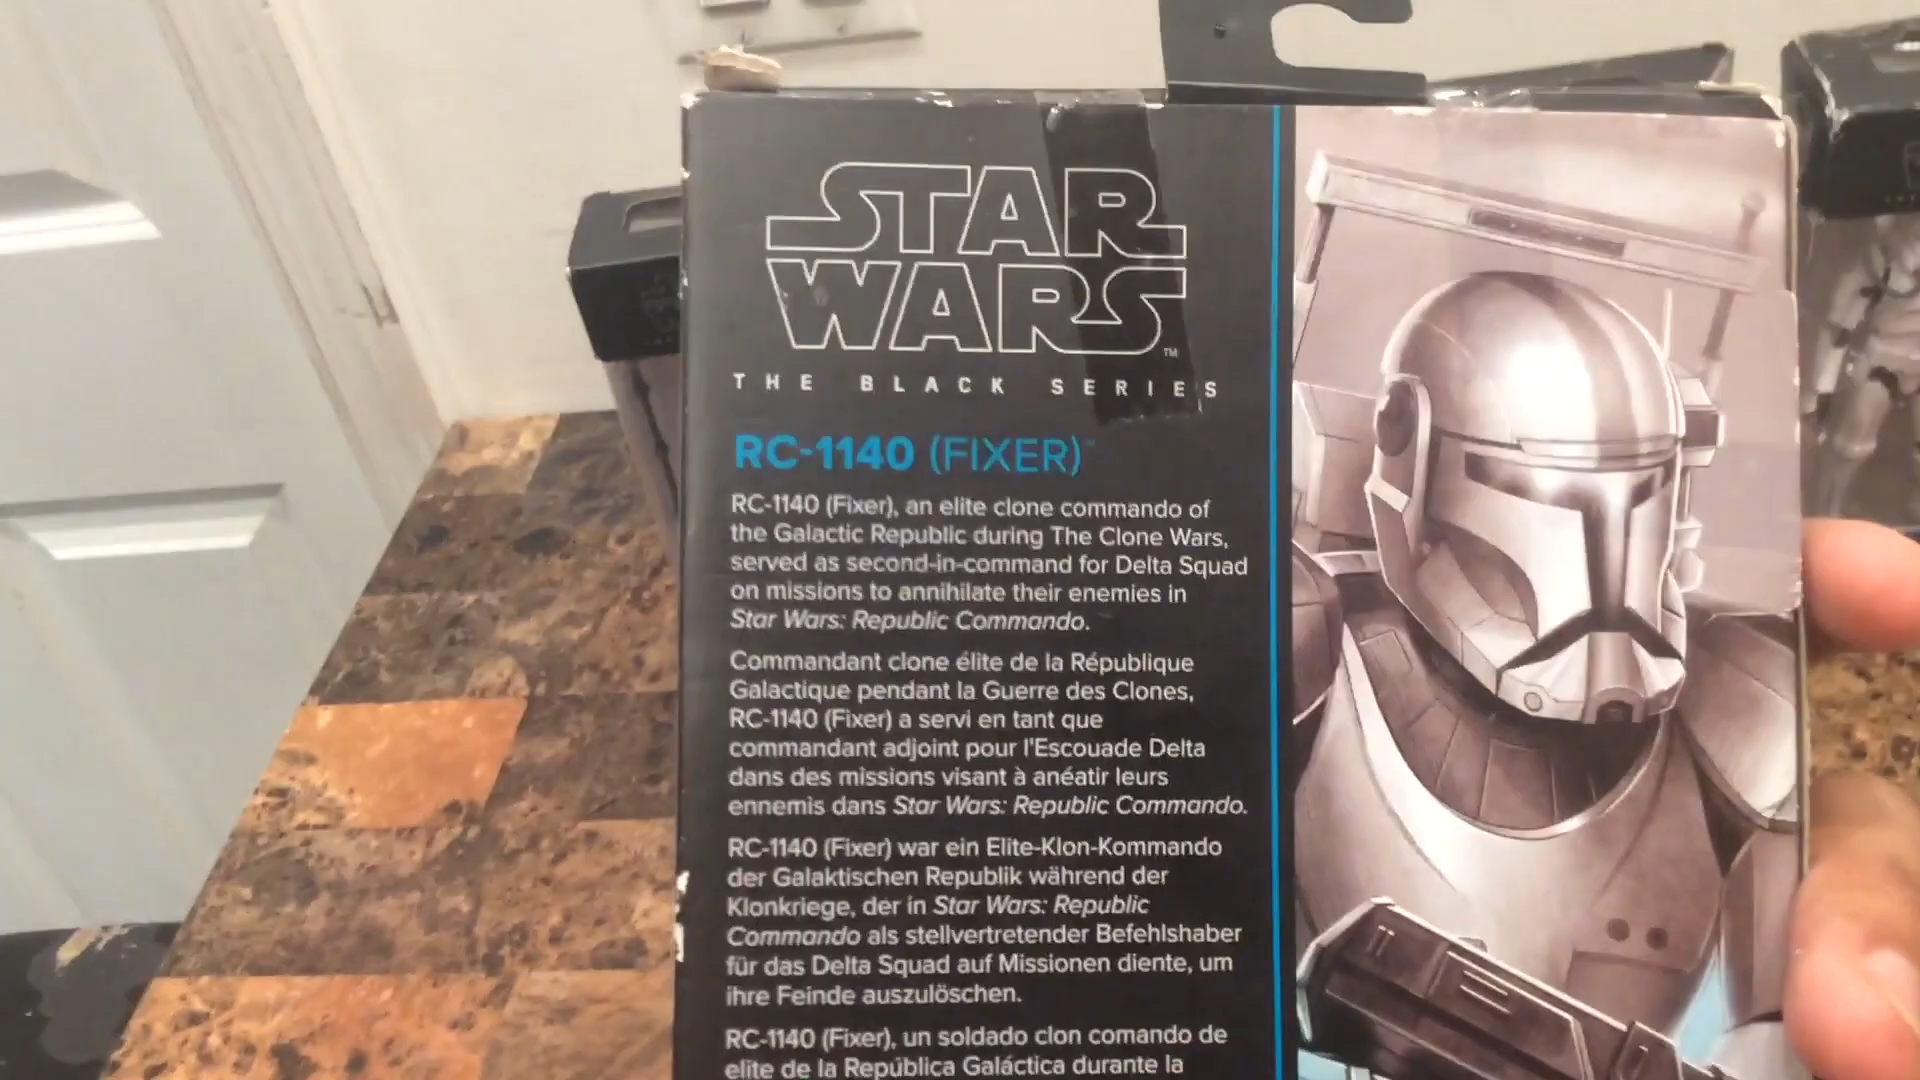 STAR
WARS
TM
THE BLACK SERIES
RC-1140 (FIXER)™
RC-1140 (Fixer), an elite clone commando of
the Galactic Republic during The Clone Wars,
served as second-in-command for Delta Squad
on missions to annihilate their enemies in
Star Wars: Republic Commando.
Commandant clone élite de la République
Galactique pendant la Guerre des Clones,
RC-1140 (Fixer) a servi en tant que
commandant adjoint pour l'Escouade Delta
dans des missions visant à anéatir leurs
ennemis dans Star Wars: Republic Commando.
RC-1140 (Fixer) war ein Elite-Klon-Kommando
der Galaktischen Republik während der
Klonkriege, der in Star Wars: Republic
Commando als stellvertretender Befehlshaber
für das Delta Squad auf Missionen diente, um
ihre Feinde auszulöschen.
RC-1140 (Fixer), un soldado clon comando de
elite de la República Galáctica durante la